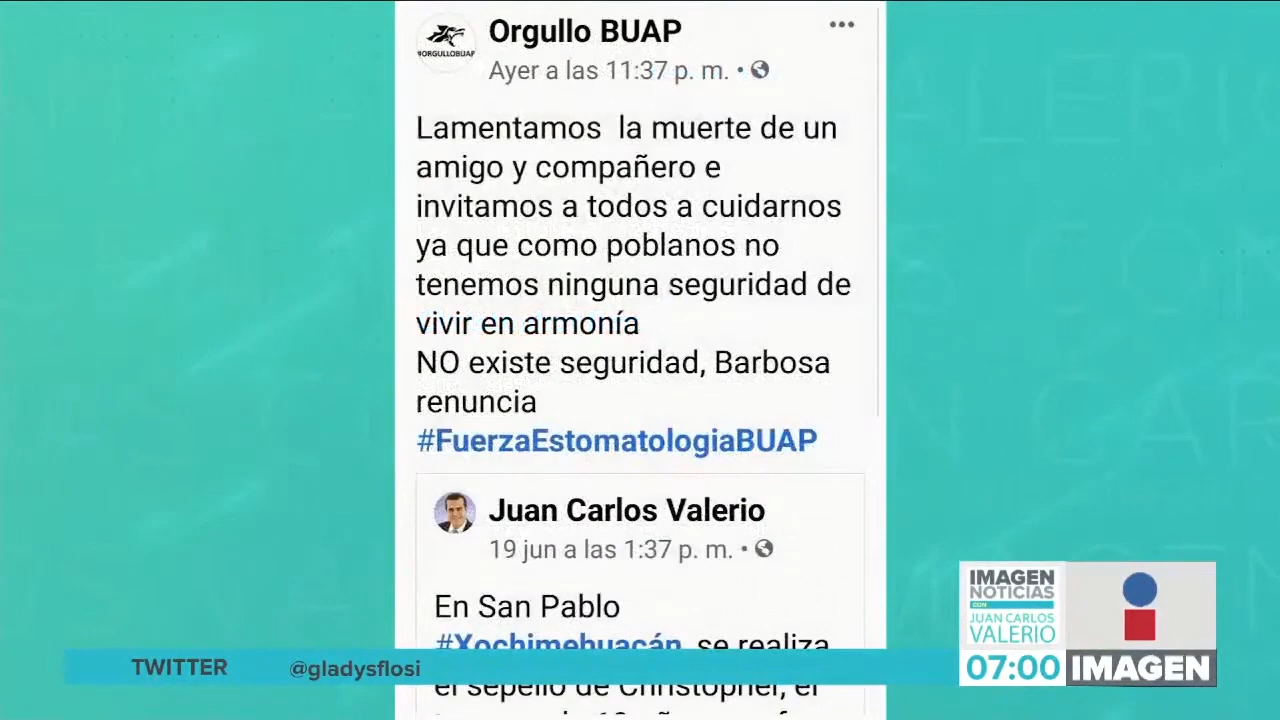 Orgullo BUAP
#ORGULLOBUAP
Ayer a las 11:37 p. m. •
Lamentamos la muerte de un
amigo y compañero e
invitamos a todos a cuidarnos
ya que como poblanos no
tenemos ninguna seguridad de
vivir en armonía
NO existe seguridad, Barbosa
renuncia
#FuerzaEstomatologiaBUAP
Juan Carlos Valerio
19 jun a las 1:37 p. m. •
En San Pablo
#Xochimehuacán se realiza
el sepelio de Christopher, el
TWITTER
@gladysflosi
IMAGEN
NOTICIAS
CON
JUAN CARLOS
VALERIO
07:00
IMAGEN